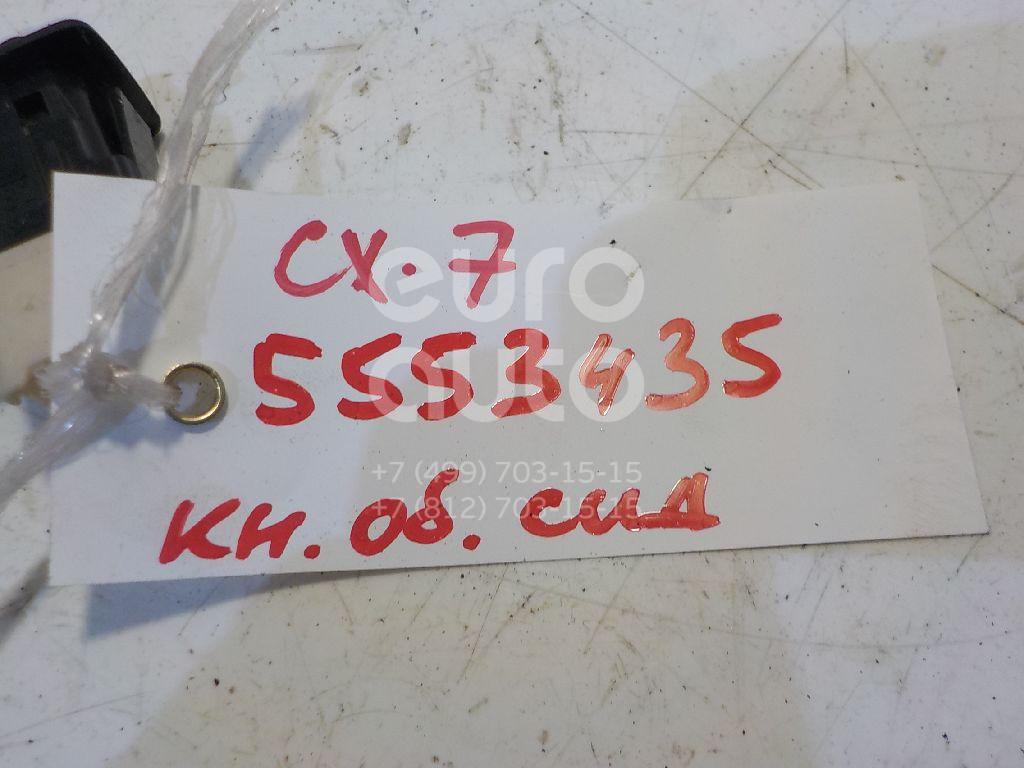 CX.7
euro
5553435
auto
+7 (499) 703-15-15
+7 (812) 703-15-15
кн. об. сид